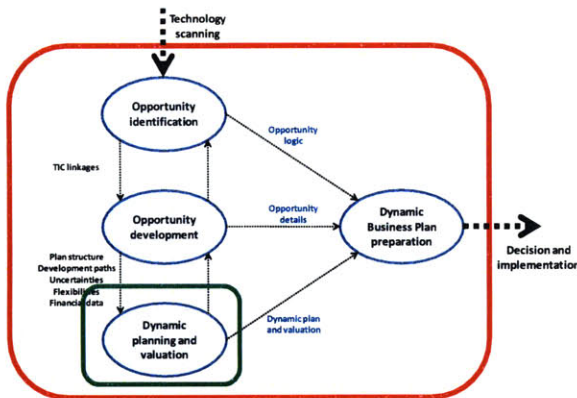 Technology
scanning
Opportunity
identification
Opportunity
logic
TIC linkages
Opportunity
development
Opportunity
details
Dynamic
Business Plan
preparation
Decision and
implementation
Plan structure
Development paths
Uncertainties
Flexibilities
Financial data
Dynamic
planning and
valuation
Dynamic plan
and valuation